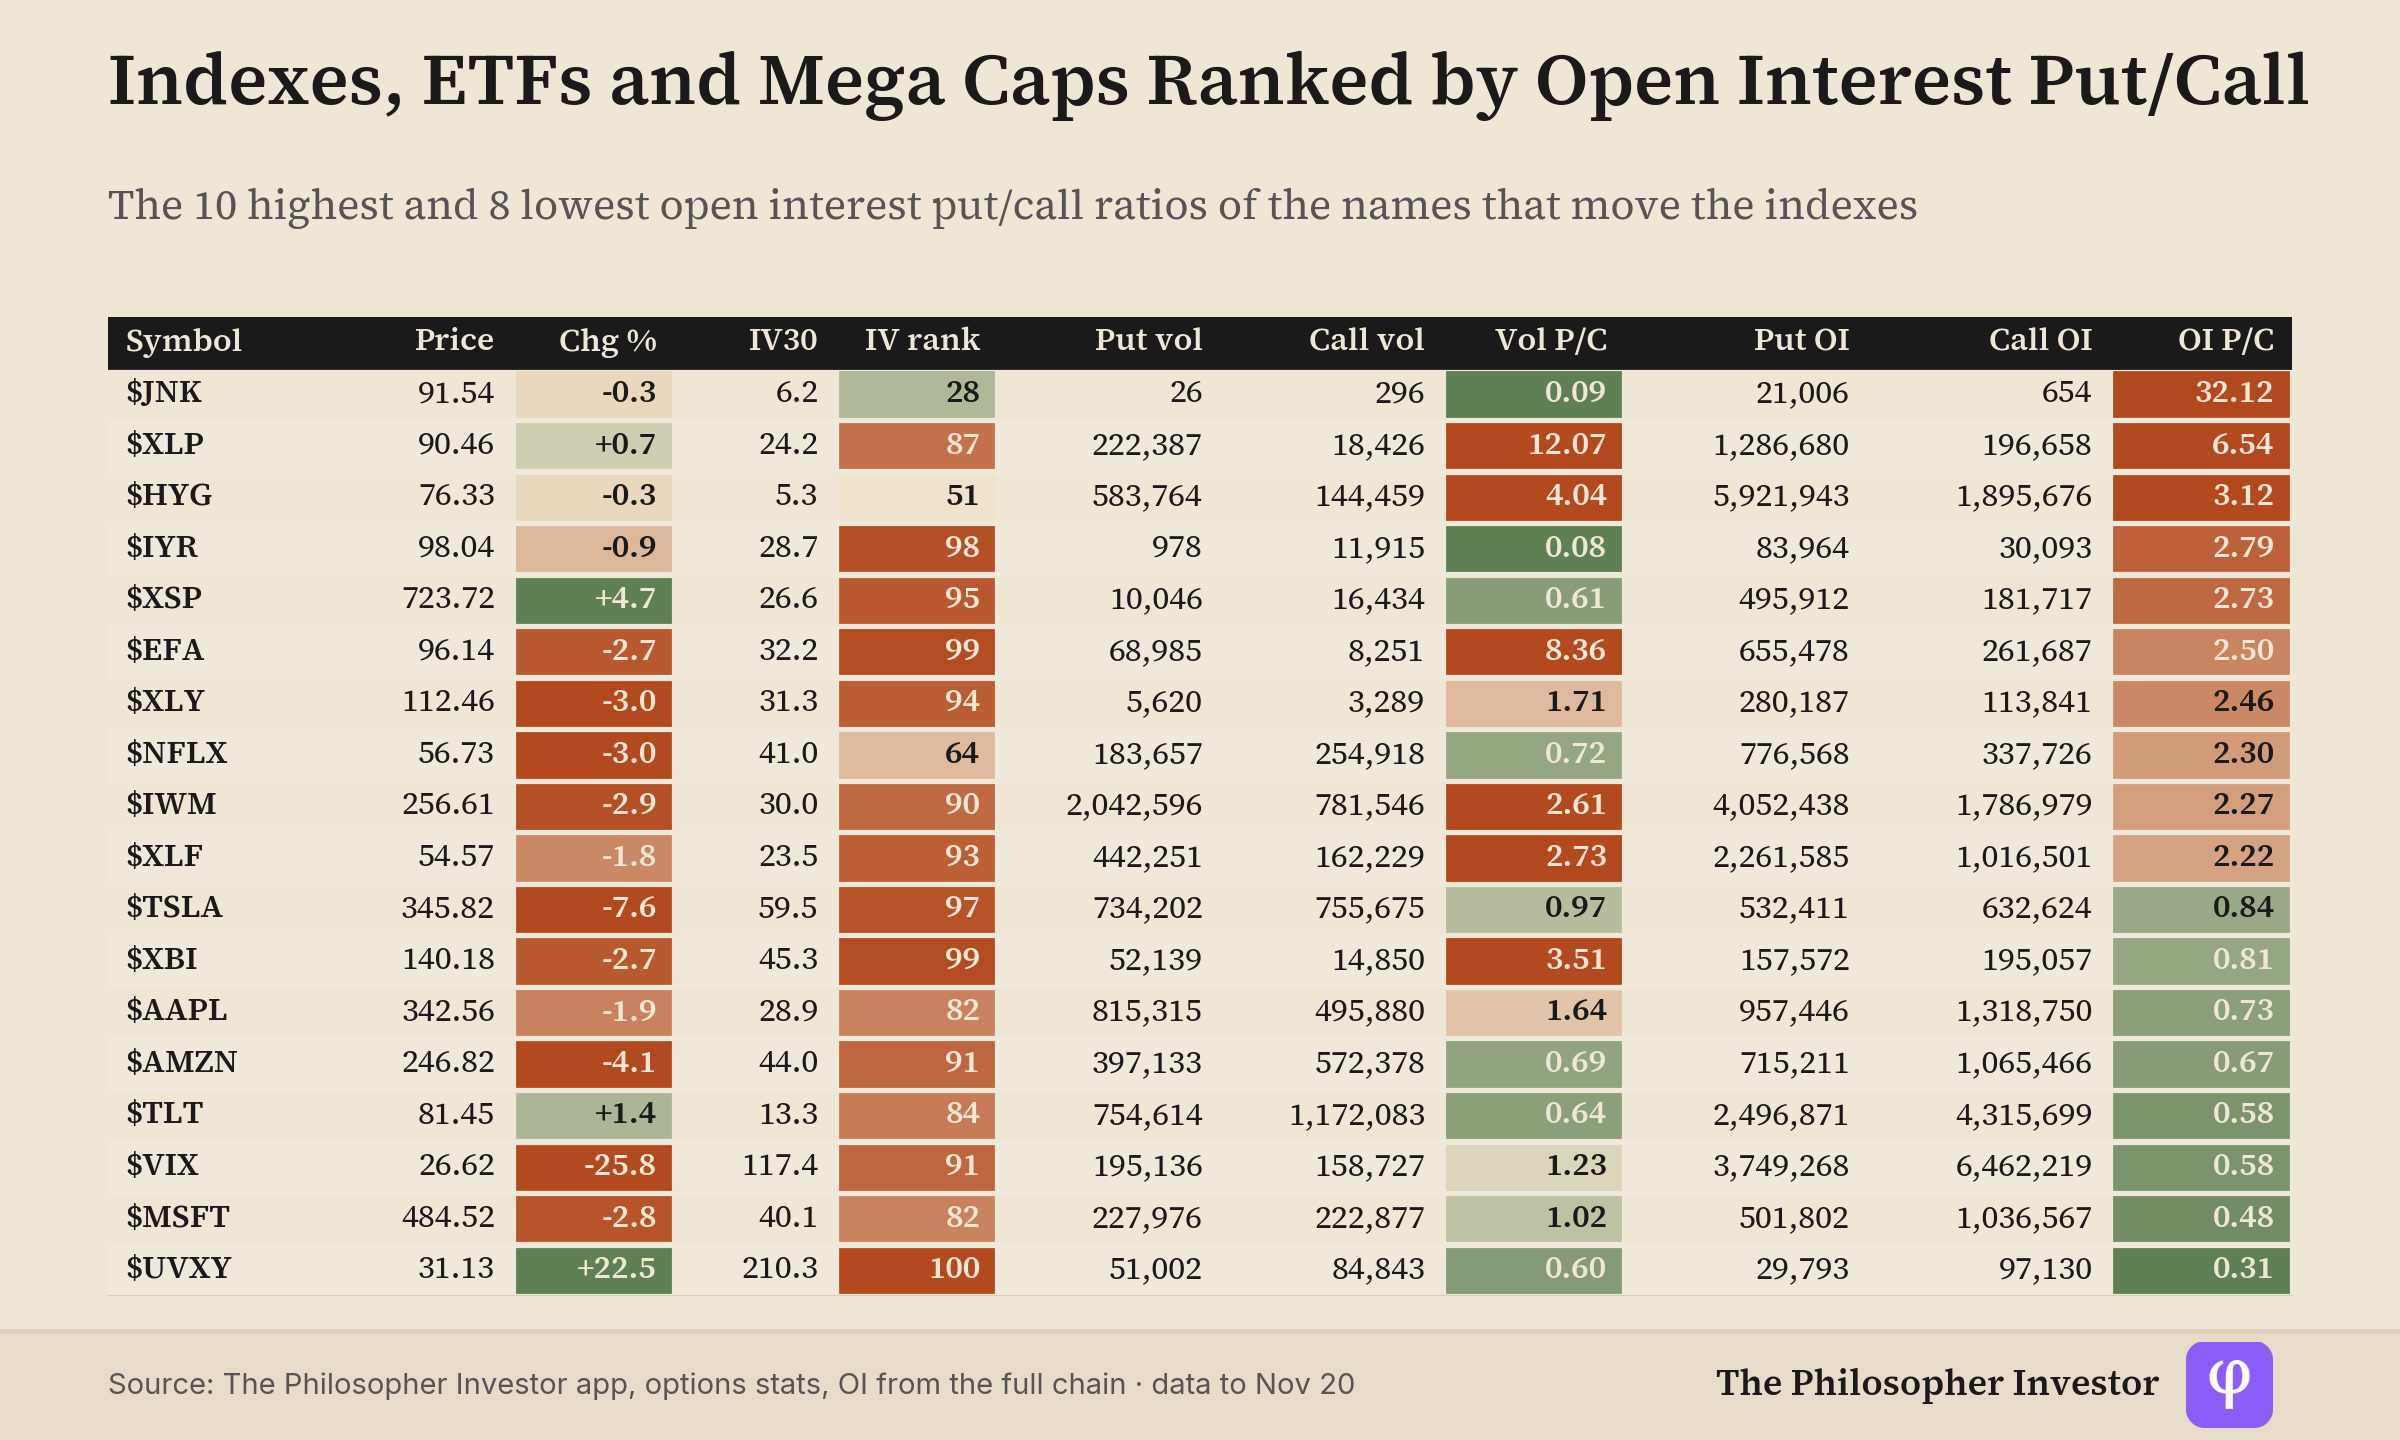 Indexes, ETFs and Mega Caps Ranked by Open Interest Put/Call
The 10 highest and 8 lowest open interest put/call ratios of the names that move the indexes
Symbol Price Chg % IV30 IV rank Put vol Call vol Vol P/C Put OI Call OI OI P/C
$JNK 91.54 -0.3 6.2 28 26 296 0.09 21,006 654 32.12
$XLP 90.46 +0.7 24.2 87 222,387 18,426 12.07 1,286,680 196,658 6.54
$HYG 76.33 -0.3 5.3 51 583,764 144,459 4.04 5,921,943 1,895,676 3.12
$IYR 98.04 -0.9 28.7 98 978 11,915 0.08 83,964 30,093 2.79
$XSP 723.72 +4.7 26.6 95 10,046 16,434 0.61 495,912 181,717 2.73
$EFA 96.14 -2.7 32.2 99 68,985 8,251 8.36 655,478 261,687 2.50
$XLY 112.46 -3.0 31.3 94 5,620 3,289 1.71 280,187 113,841 2.46
$NFLX 56.73 -3.0 41.0 64 183,657 254,918 0.72 776,568 337,726 2.30
$IWM 256.61 -2.9 30.0 90 2,042,596 781,546 2.61 4,052,438 1,786,979 2.27
$XLF 54.57 -1.8 23.5 93 442,251 162,229 2.73 2,261,585 1,016,501 2.22
$TSLA 345.82 -7.6 59.5 97 734,202 755,675 0.97 532,411 632,624 0.84
$XBI 140.18 -2.7 45.3 99 52,139 14,850 3.51 157,572 195,057 0.81
$AAPL 342.56 -1.9 28.9 82 815,315 495,880 1.64 957,446 1,318,750 0.73
$AMZN 246.82 -4.1 44.0 91 397,133 572,378 0.69 715,211 1,065,466 0.67
$TLT 81.45 +1.4 13.3 84 754,614 1,172,083 0.64 2,496,871 4,315,699 0.58
$VIX 26.62 -25.8 117.4 91 195,136 158,727 1.23 3,749,268 6,462,219 0.58
$MSFT 484.52 -2.8 40.1 82 227,976 222,877 1.02 501,802 1,036,567 0.48
$UVXY 31.13 +22.5 210.3 100 51,002 84,843 0.60 29,793 97,130 0.31
Source: The Philosopher Investor app, options stats, OI from the full chain · data to Nov 20
The Philosopher Investor φ